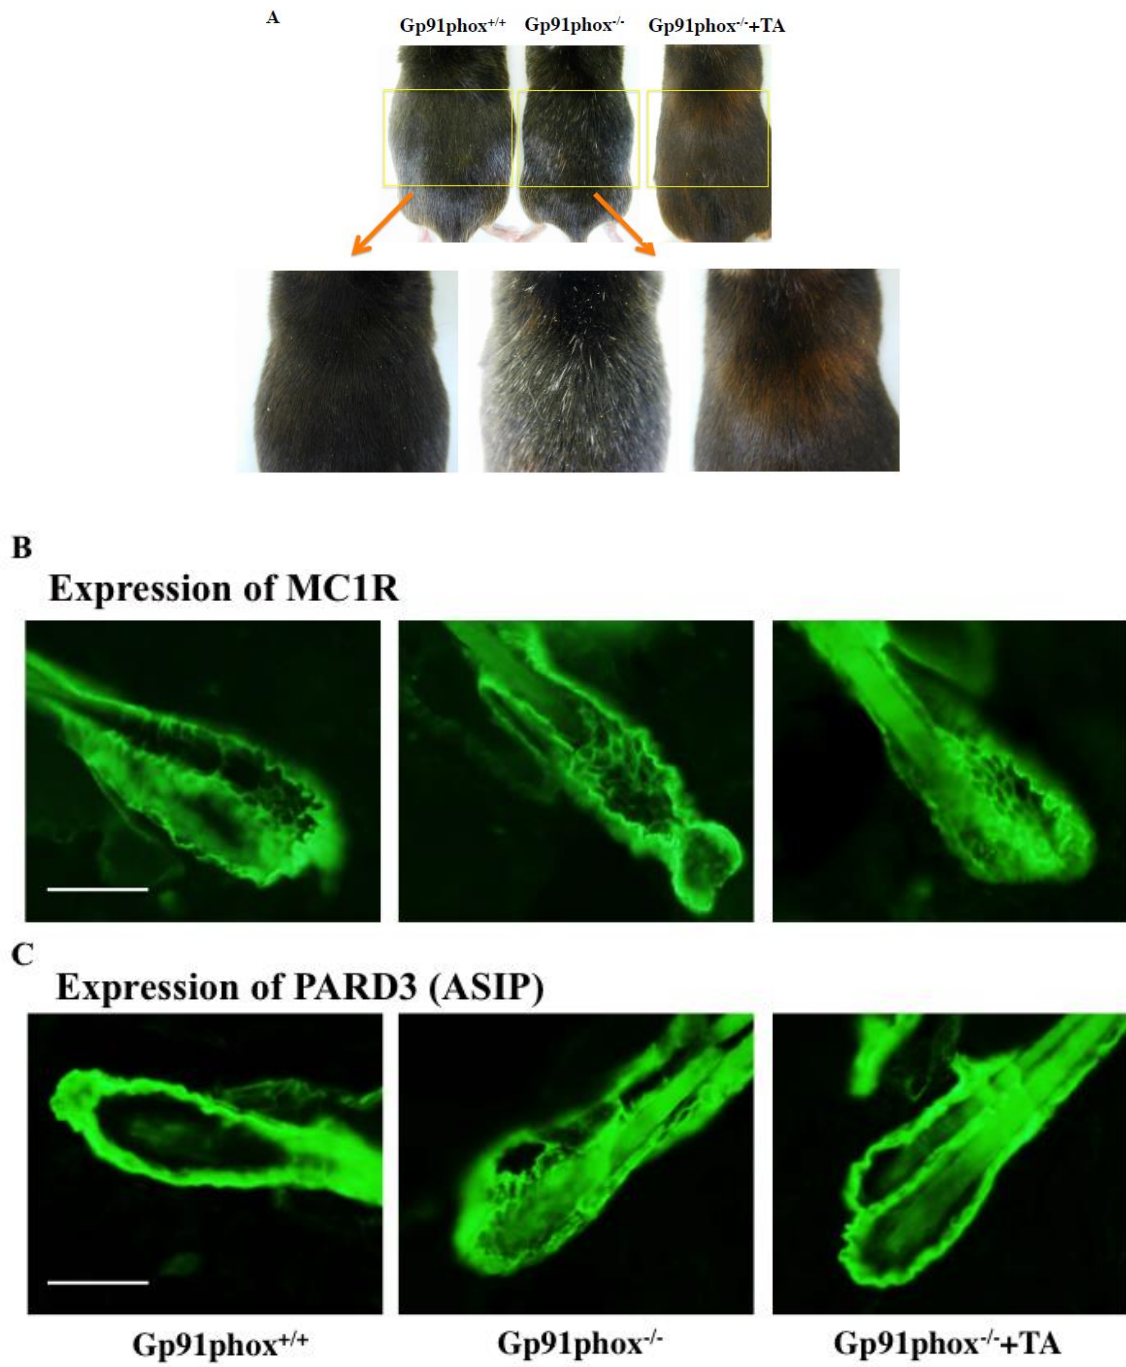 A
Gp91phox+/+ Gp91phox-/- Gp91phox-/-+TA
B
Expression of MC1R
C
Expression of PARD3 (ASIP)
Gp91phox+/+ Gp91phox-/- Gp91phox-/-+TA